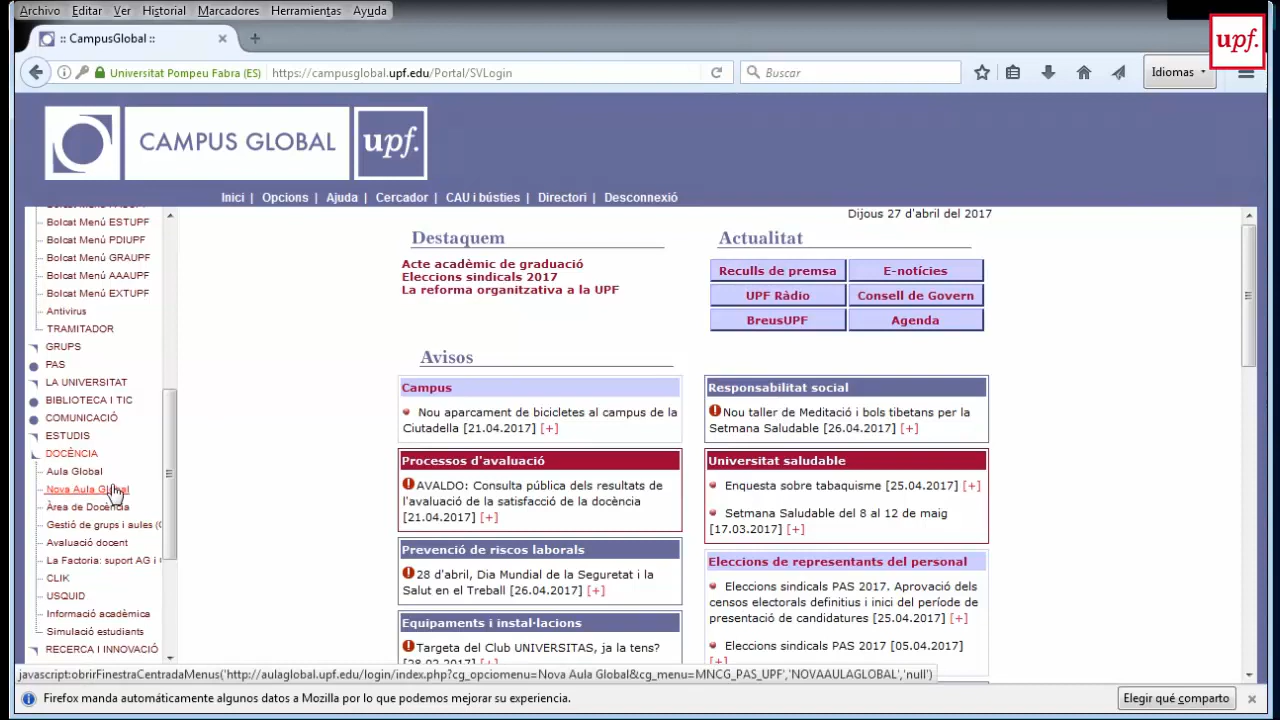 Archivo Editar Ver Historial Marcadores Herramientas Ayuda
:: CampusGlobal ::
upf.
Universitat Pompeu Fabra (ES) https://campusglobal.upf.edu/Portal/SVLogin Buscar Idiomas
CAMPUS GLOBAL upf.
Inici | Opcions | Ajuda | Cercador | CAU i bústies | Directori | Desconnexió
Bolcat Menú ESTUPF
Bolcat Menú PDIUPF
Bolcat Menú GRAUPF
Bolcat Menú AAAUPF
Bolcat Menú EXTUPF
Antivirus
TRAMITADOR
GRUPS
PAS
LA UNIVERSITAT
BIBLIOTECA I TIC
COMUNICACIÓ
ESTUDIS
DOCÈNCIA
Aula Global
Nova Aula Global
Àrea de Docència
Gestió de grups i aules (
Avaluació docent
La Factoria: suport AG i
CLIK
USQUID
Informació acadèmica
Simulació estudiants
RECERCA I INNOVACIÓ
Dijous 27 d'abril del 2017
Destaquem
Acte acadèmic de graduació
Eleccions sindicals 2017
La reforma organitzativa a la UPF
Actualitat
Reculls de premsa E-notícies
UPF Ràdio Consell de Govern
BreusUPF Agenda
Avisos
Campus
Nou aparcament de bicicletes al campus de la
Ciutadella [21.04.2017] [+]
Processos d'avaluació
AVALDO: Consulta pública dels resultats de
l'avaluació de la satisfacció de la docència
[21.04.2017] [+]
Prevenció de riscos laborals
28 d'abril, Dia Mundial de la Seguretat i la
Salut en el Treball [26.04.2017] [+]
Equipaments i instal·lacions
Targeta del Club UNIVERSITAS, ja la tens?
Responsabilitat social
Nou taller de Meditació i bols tibetans per la
Setmana Saludable [26.04.2017] [+]
Universitat saludable
Enquesta sobre tabaquisme [25.04.2017] [+]
Setmana Saludable del 8 al 12 de maig
[17.03.2017] [+]
Eleccions de representants del personal
Eleccions sindicals PAS 2017. Aprovació dels
censos electorals definitius i inici del període de
presentació de candidatures [25.04.2017] [+]
Eleccions sindicals PAS 2017 [05.04.2017]
[+]
javascript:obrirFinestraCentradaMenus('http://aulaglobal.upf.edu/login/index.php?cg_opciomenu=Nova Aula Global&cg_menu=MNCG_PAS_UPF','NOVAAULAGLOBAL','null')
Firefox manda automáticamente algunos datos a Mozilla por lo que podemos mejorar su experiencia. Elegir qué comparto